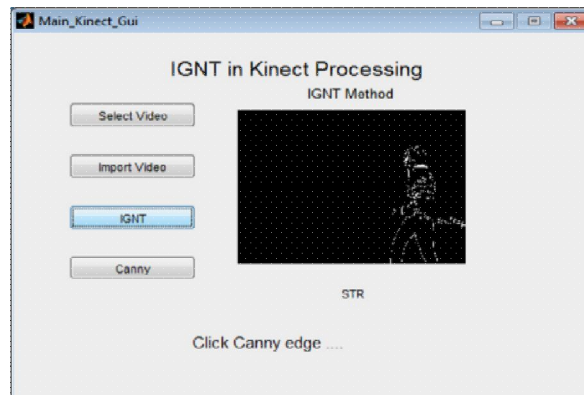 Main_Kinect_Gui
IGNT in Kinect Processing
IGNT Method
Select Video
Import Video
IGNT
Canny
STR
Click Canny edge ....